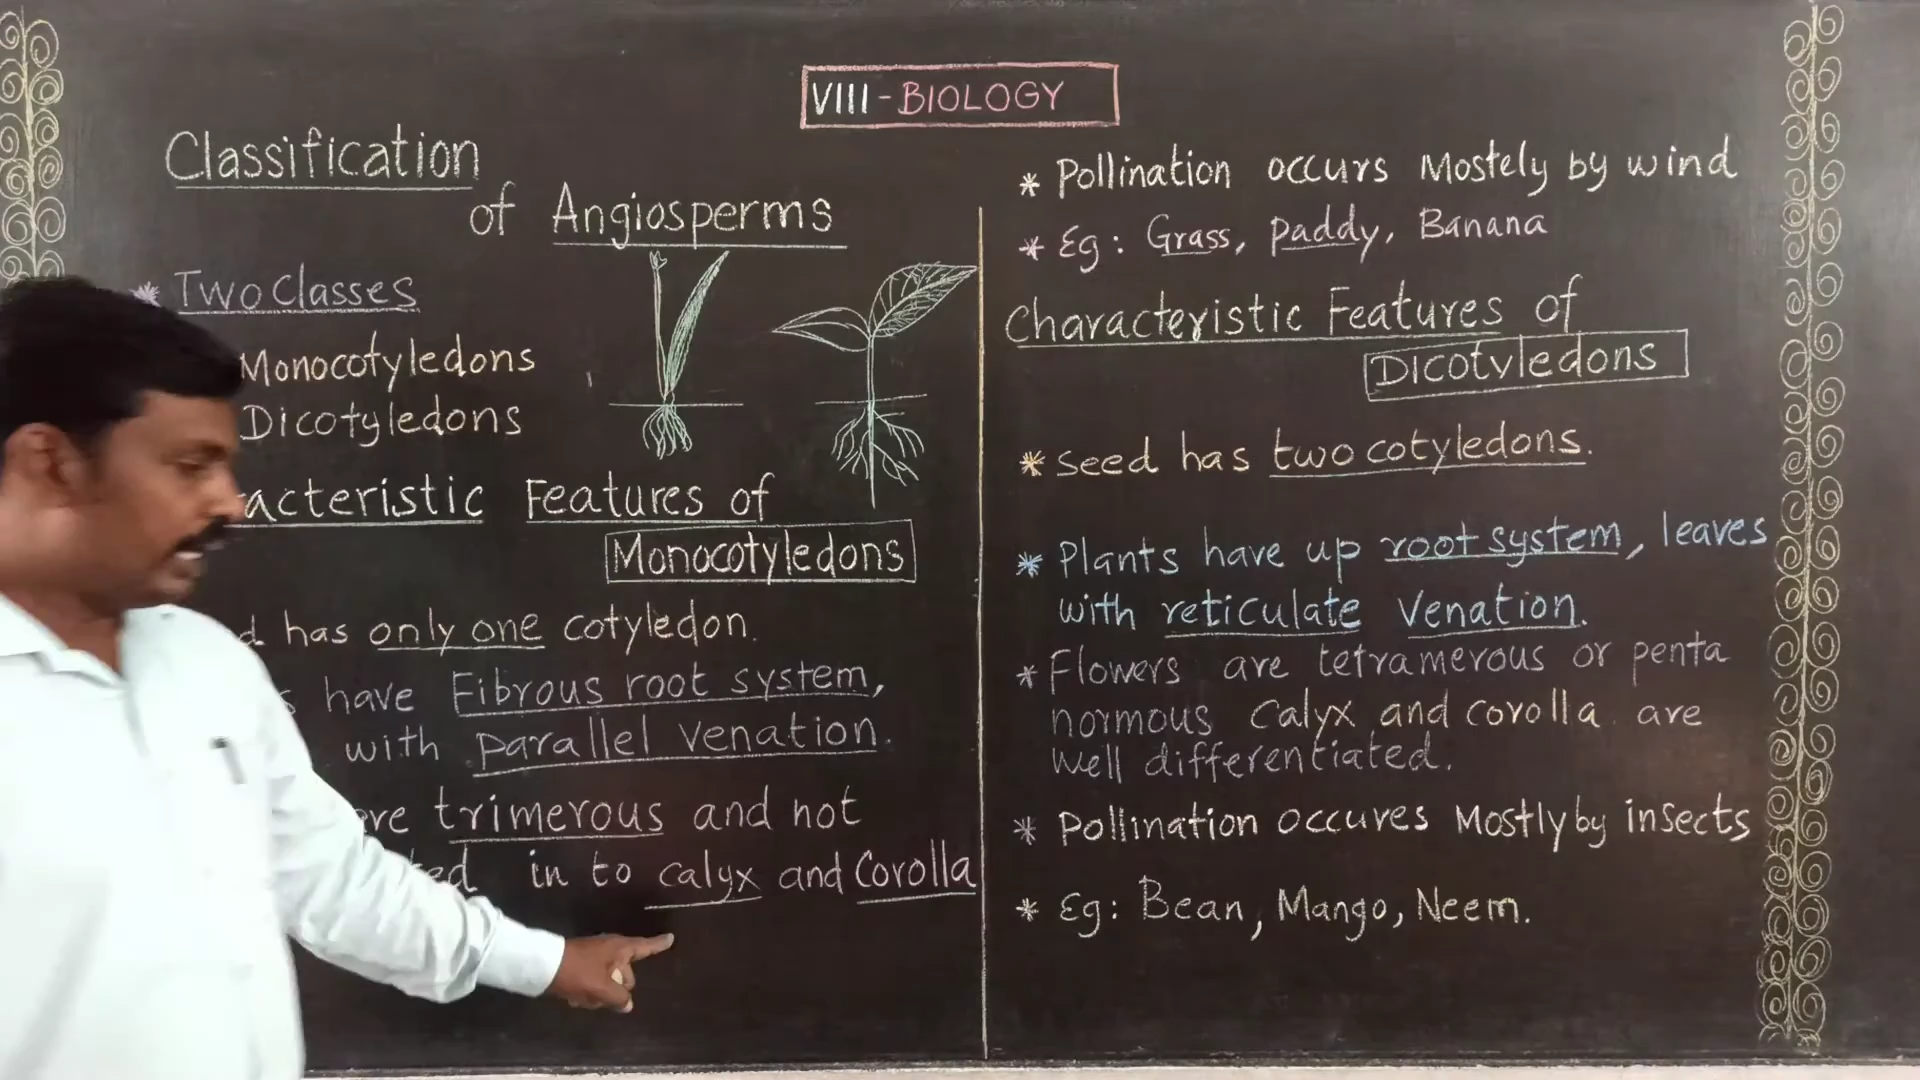 VIII-BIOLOGY
Classification
of Angiosperms
* Two Classes
Monocotyledons
Dicotyledons
acteristic Features of
Monocotyledons
d has only one cotyledon.
s have Fibrous root system,
with parallel venation.
are trimerous and not
ted in to calyx and Corolla
* Pollination occurs Mostely by wind
* Eg: Grass, paddy, Banana
Characteristic Features of
Dicotyledons
* Seed has two cotyledons.
* Plants have up root system, leaves
with reticulate Venation.
* Flowers are tetramerous or penta
normous Calyx and corolla are
well differentiated.
* Pollination occures Mostly by insects
* Eg: Bean, Mango, Neem.